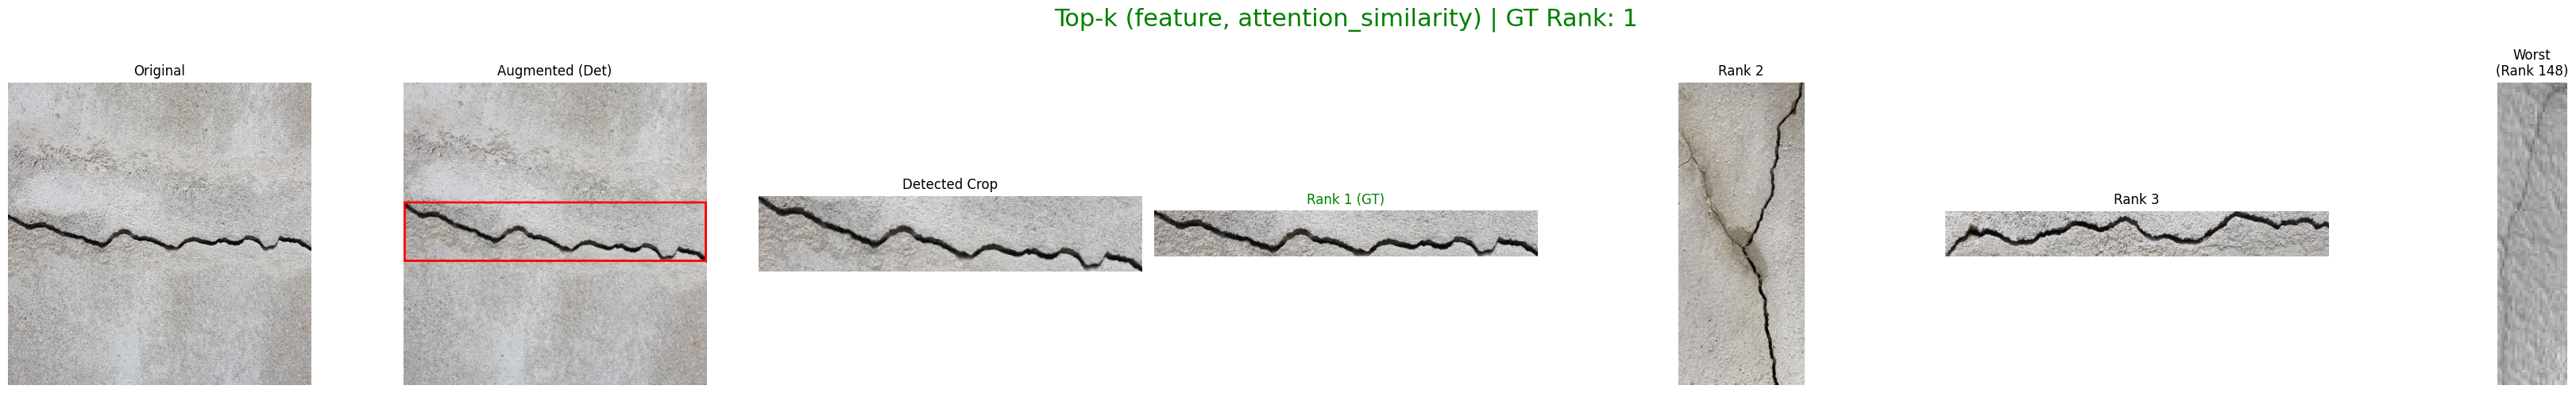 Top-k (feature, attention_similarity) | GT Rank: 1
Original
Augmented (Det)
Detected Crop
Rank 1 (GT)
Rank 2
Rank 3
Worst
(Rank 148)